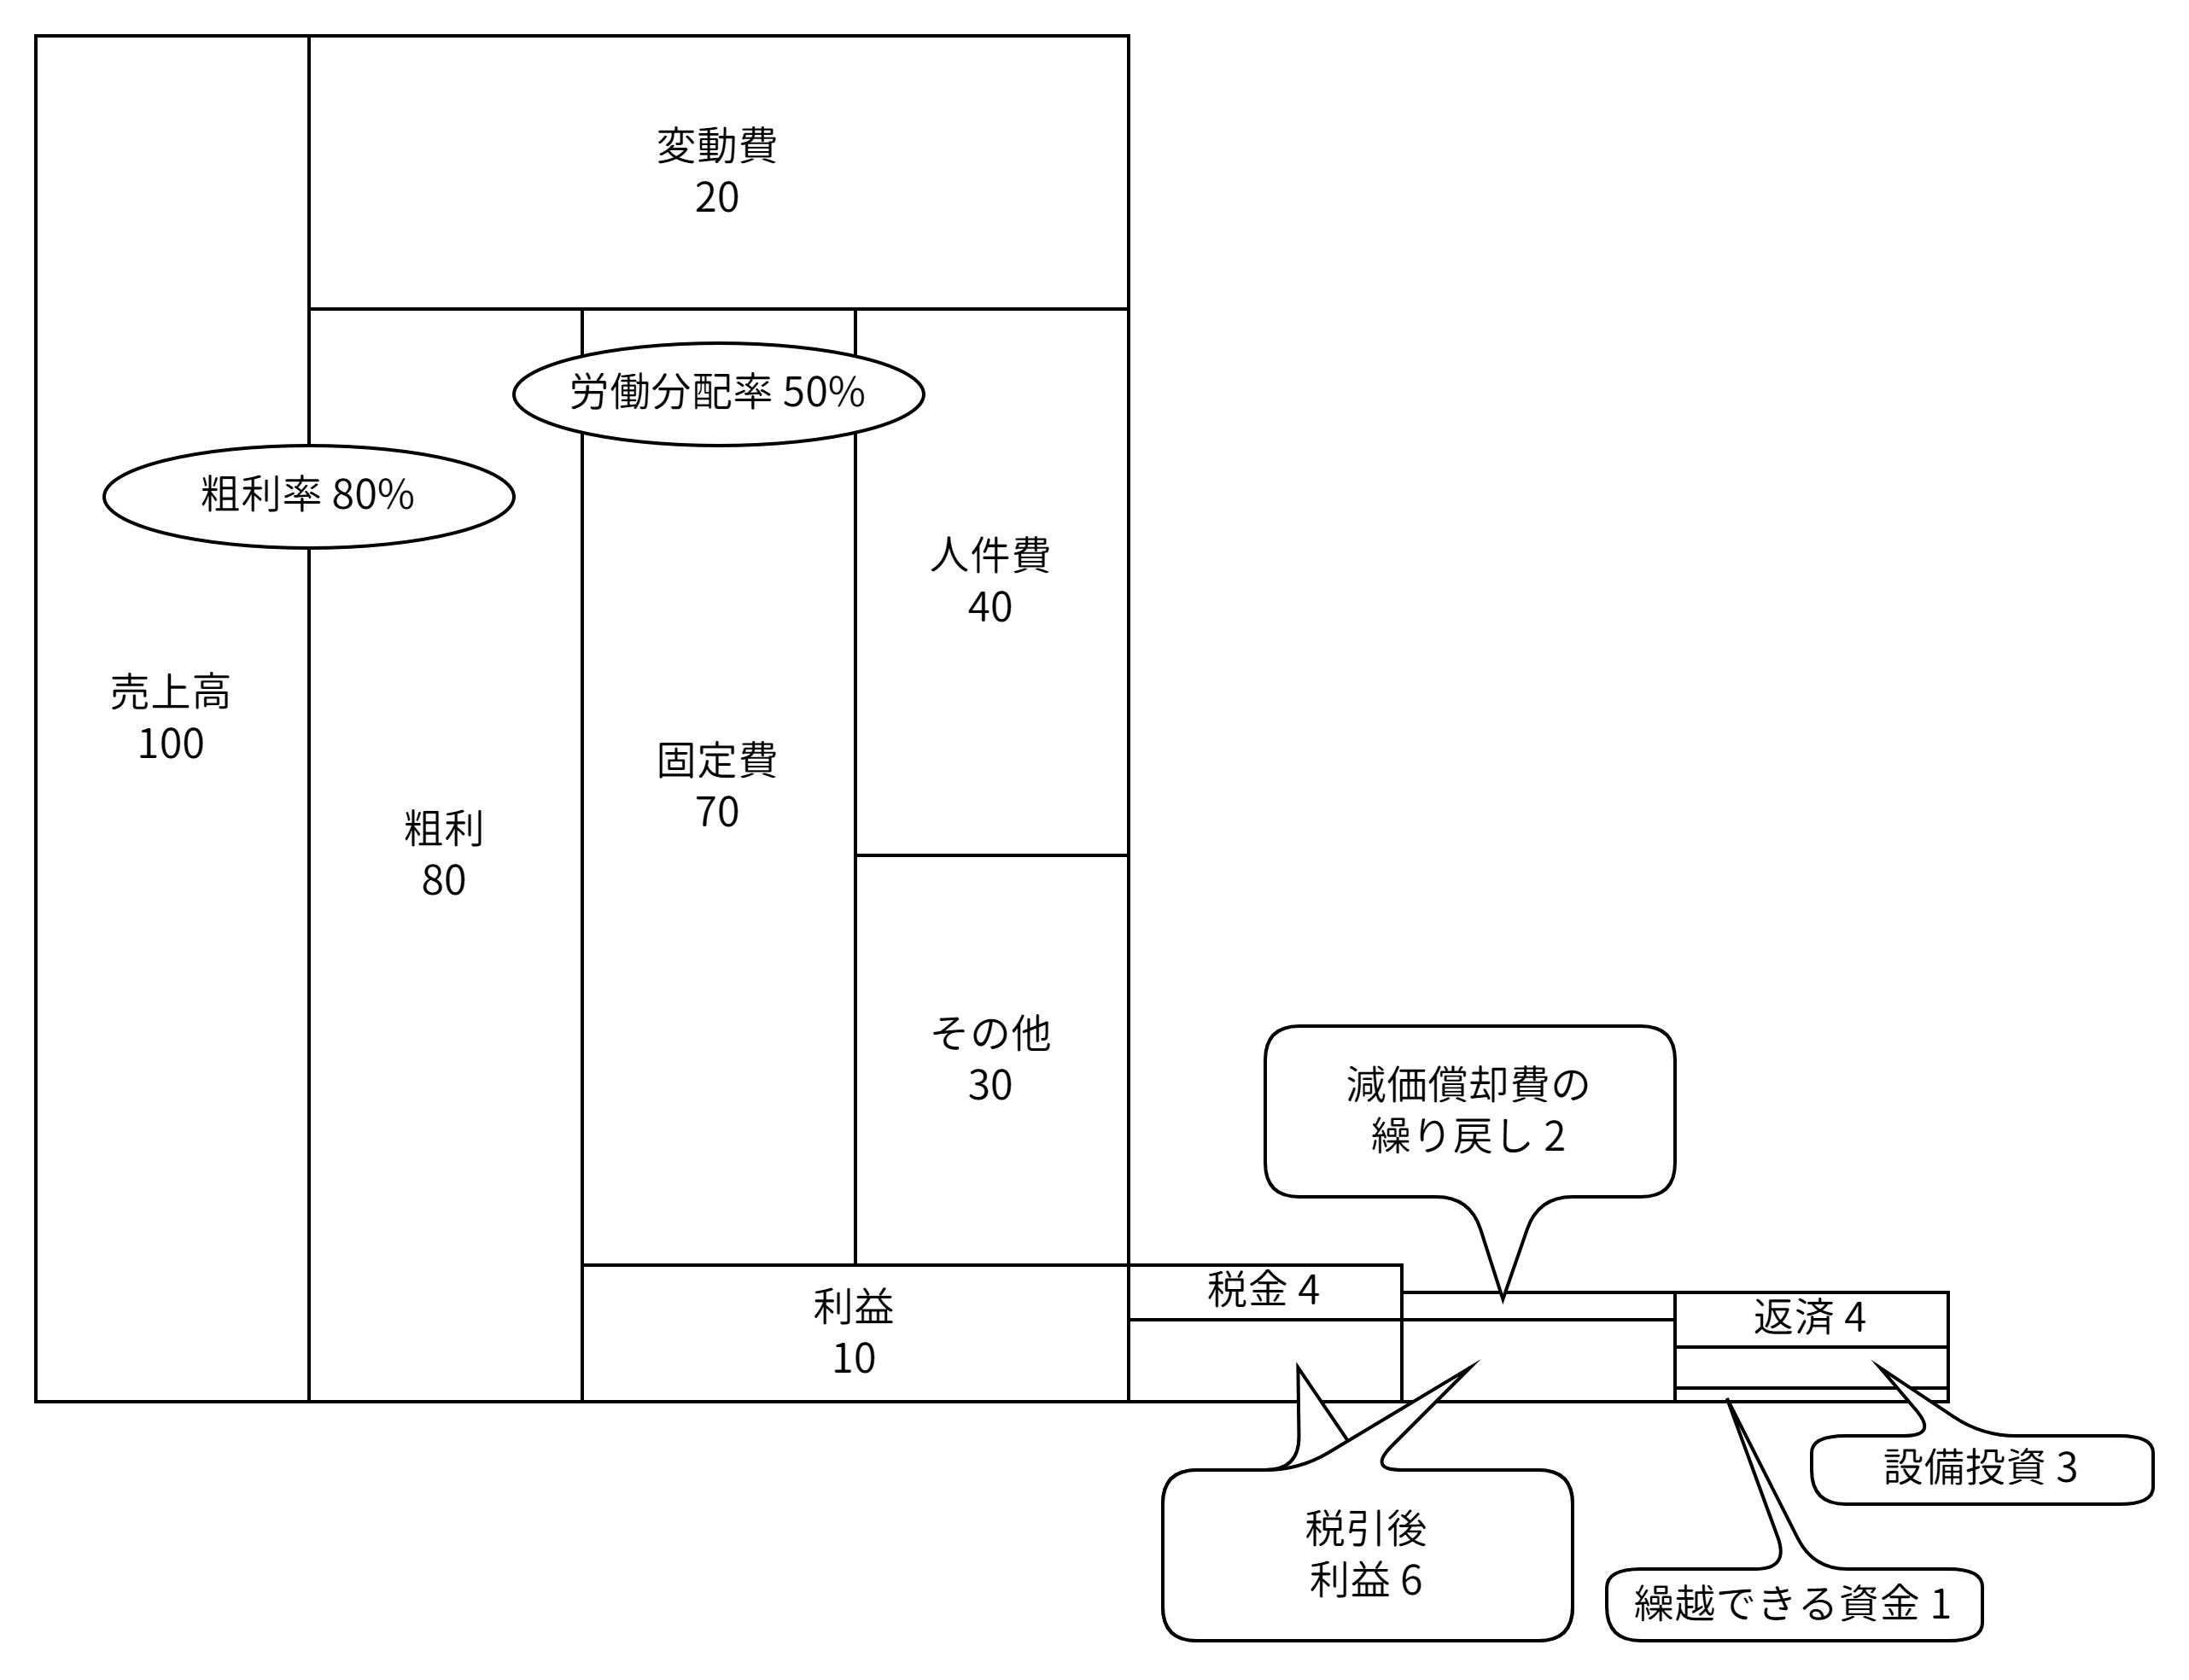 変動費
20
労働分配率 50%
粗利率 80%
人件費
40
売上高
100
固定費
70
粗利
80
その他
30
減価償却費の
繰り戻し 2
税金 4
利益
10
返済 4
設備投資 3
税引後
利益 6
繰越できる資金 1